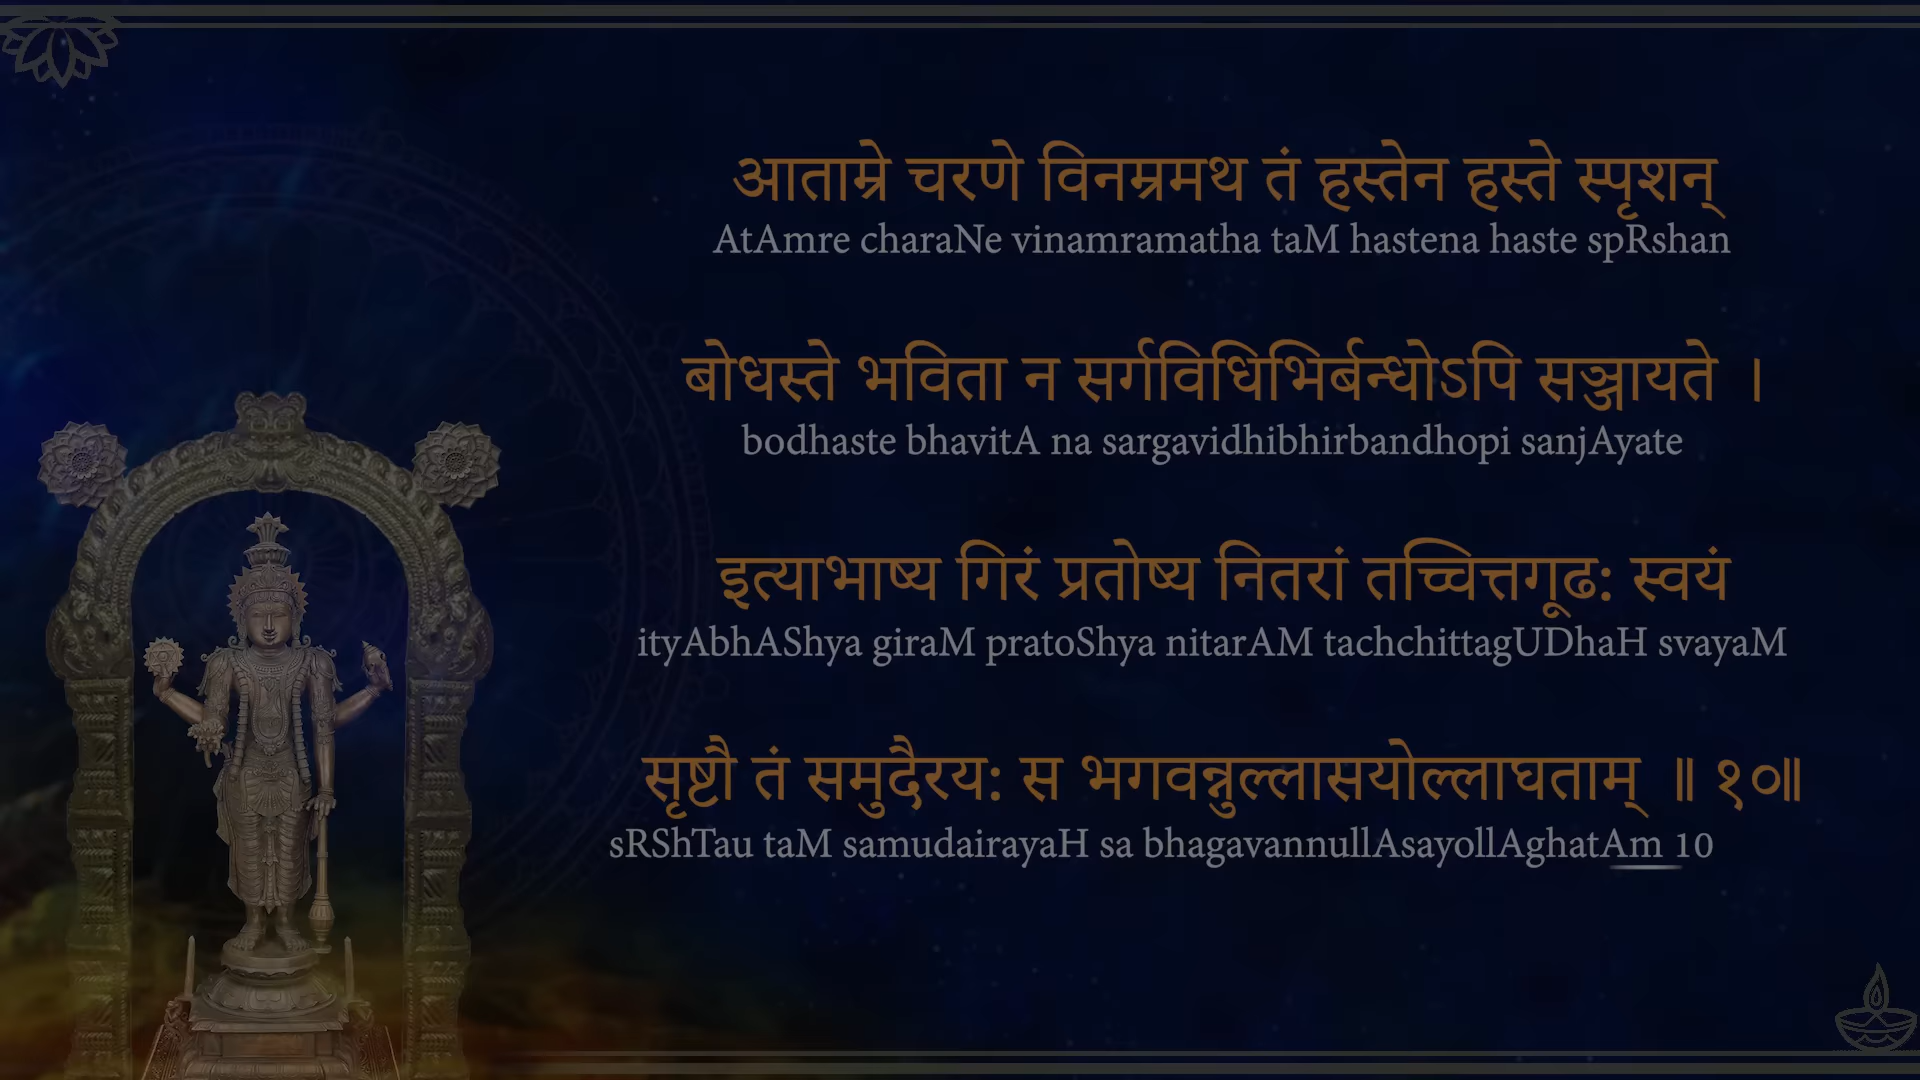 आताम्रे चरणे विनम्रमथ तं हस्तेन हस्ते स्पृशन्
AtAmre charaNe vinamramatha taM hastena haste spRshan
बोधस्ते भविता न सर्गविधिभिर्बन्धोऽपि सञ्जायते ।
bodhaste bhavitA na sargavidhibhirbandhopi sanjAyate
इत्याभाष्य गिरं प्रतोष्य नितरां तच्चित्तगूढ: स्वयं
ityAbhAShya giraM pratoShya nitarAM tachchittagUDhaH svayaM
सृष्टौ तं समुदैरय: स भगवन्नुल्लासयोल्लाघताम् ॥ १०॥
sRShTau taM samudairayaH sa bhagavannullAsayollAghatAm 10